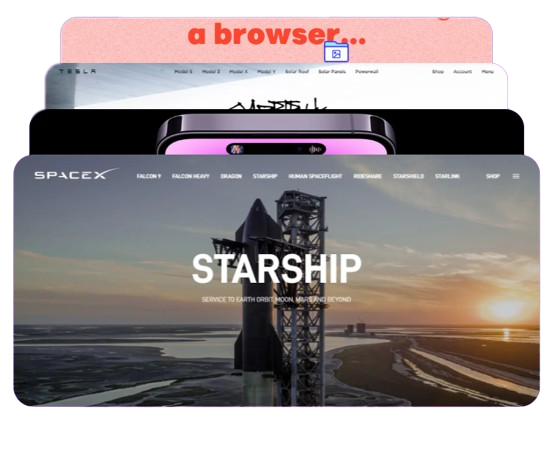 a browser...
TESLA Model S Model 3 Model X Model Y Solar Roof Solar Panels Powerwall Shop Account Menu
SPACEX FALCON 9 FALCON HEAVY DRAGON STARSHIP HUMAN SPACEFLIGHT RIDESHARE STARSHIELD STARLINK SHOP
STARSHIP
SERVICE TO EARTH ORBIT, MOON, MARS AND BEYOND